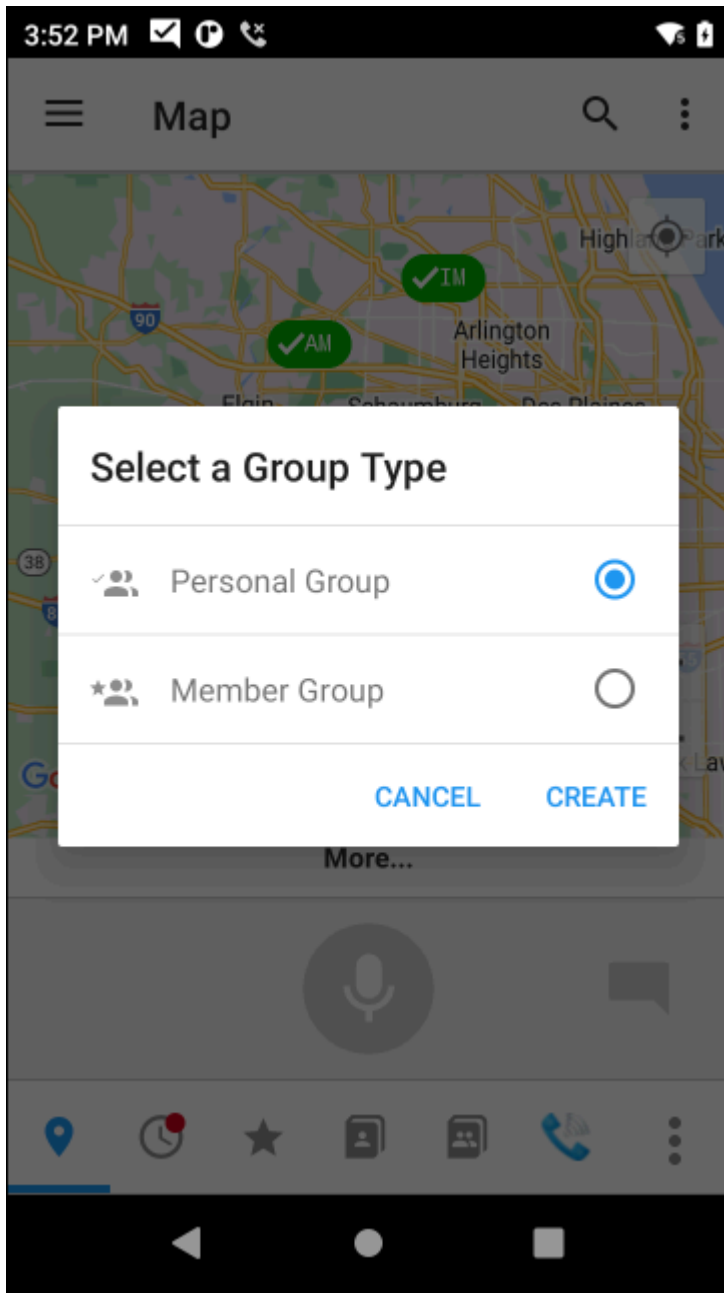 3:52 PM
Map
Highla Park
IM
AM
Arlington
Heights
90
Elgin
Schaumburg
Des Plaines
Select a Group Type
38
Personal Group
Member Group
CANCEL
CREATE
More...